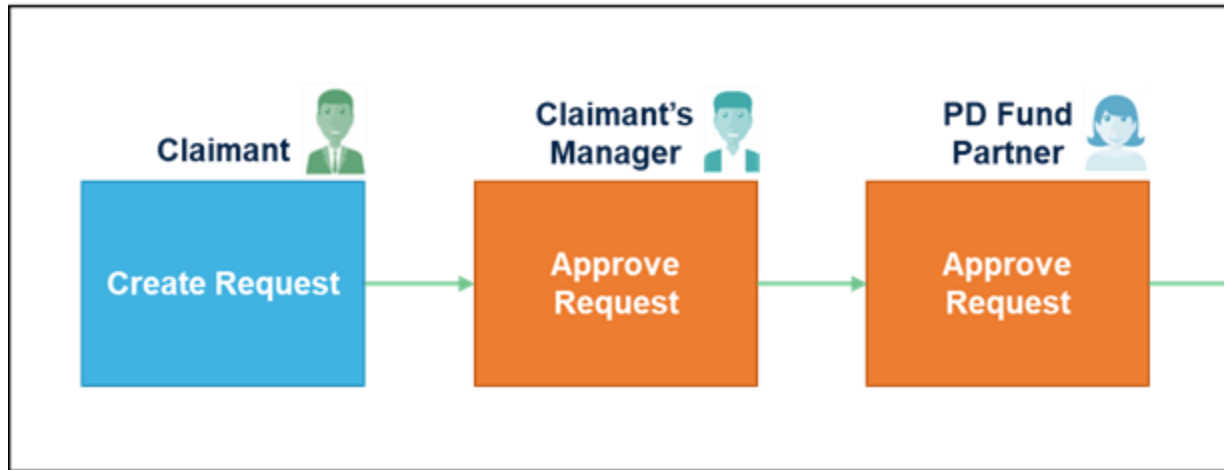 Claimant
Create Request
Claimant's
Manager
Approve
Request
PD Fund
Partner
Approve
Request